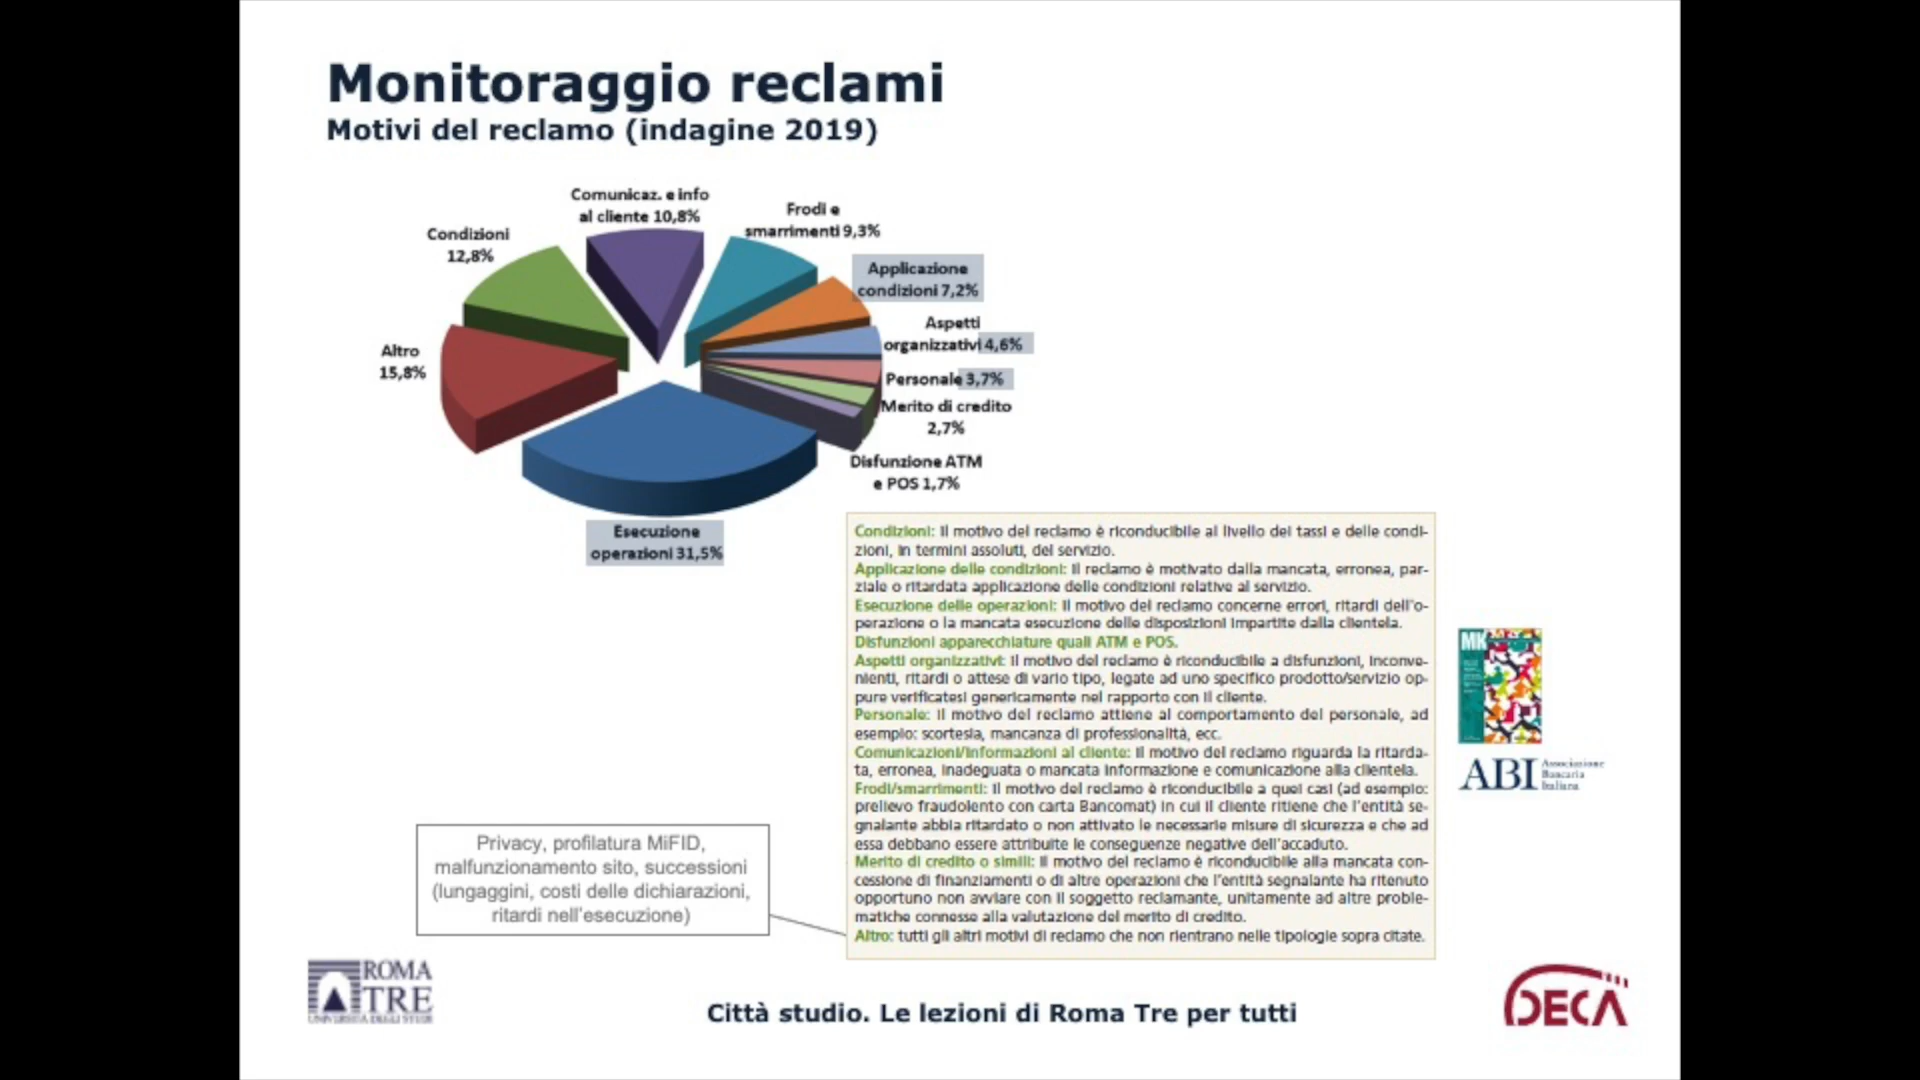 Monitoraggio reclami
Motivi del reclamo (indagine 2019)
Comunicaz. e info
al cliente 10,8%
Frodi e
smarrimenti 9,3%
Condizioni
12,8%
Applicazione
condizioni 7,2%
Aspetti
organizzativi 4,6%
Altro
15,8%
Personale 3,7%
Merito di credito
2,7%
Disfunzione ATM
e POS 1,7%
Esecuzione
operazioni 31,5%
Condizioni: Il motivo del reclamo è riconducibile al livello dei tassi e delle condi-
zioni, in termini assoluti, del servizio.
Applicazione delle condizioni: Il reclamo è motivato dalla mancata, erronea, par-
ziale o ritardata applicazione delle condizioni relative al servizio.
Esecuzione delle operazioni: Il motivo del reclamo concerne errori, ritardi dell'o-
perazione o la mancata esecuzione delle disposizioni impartite dalla clientela.
Disfunzioni apparecchiature quali ATM e POS.
Aspetti organizzativi: Il motivo del reclamo è riconducibile a disfunzioni, inconve-
nienti, ritardi o attese di vario tipo, legate ad uno specifico prodotto/servizio op-
pure verificatesi genericamente nel rapporto con il cliente.
Personale: Il motivo del reclamo attiene al comportamento del personale, ad
esempio: scortesia, mancanza di professionalità, ecc.
Comunicazioni/informazioni al cliente: Il motivo del reclamo riguarda la ritarda-
ta, erronea, inadeguata o mancata informazione e comunicazione alla clientela.
Frodi/smarrimenti: Il motivo del reclamo è riconducibile a quei casi (ad esempio:
prelievo fraudolento con carta Bancomat) in cui il cliente ritiene che l'entità se-
gnalante abbia ritardato o non attivato le necessarie misure di sicurezza e che ad
essa debbano essere attribuite le conseguenze negative dell'accaduto.
Merito di credito o simili: Il motivo del reclamo è riconducibile alla mancata con-
cessione di finanziamenti o di altre operazioni che l'entità segnalante ha ritenuto
opportuno non avviare con il soggetto reclamante, unitamente ad altre proble-
matiche connesse alla valutazione del merito di credito.
Altro: tutti gli altri motivi di reclamo che non rientrano nelle tipologie sopra citate.
MK
ABI Associazione
Bancaria
Italiana
Privacy, profilatura MiFID,
malfunzionamento sito, successioni
(lungaggini, costi delle dichiarazioni,
ritardi nell'esecuzione)
ROMA
TRE
UNIVERSITÀ DEGLI STUDI
Città studio. Le lezioni di Roma Tre per tutti
DECA